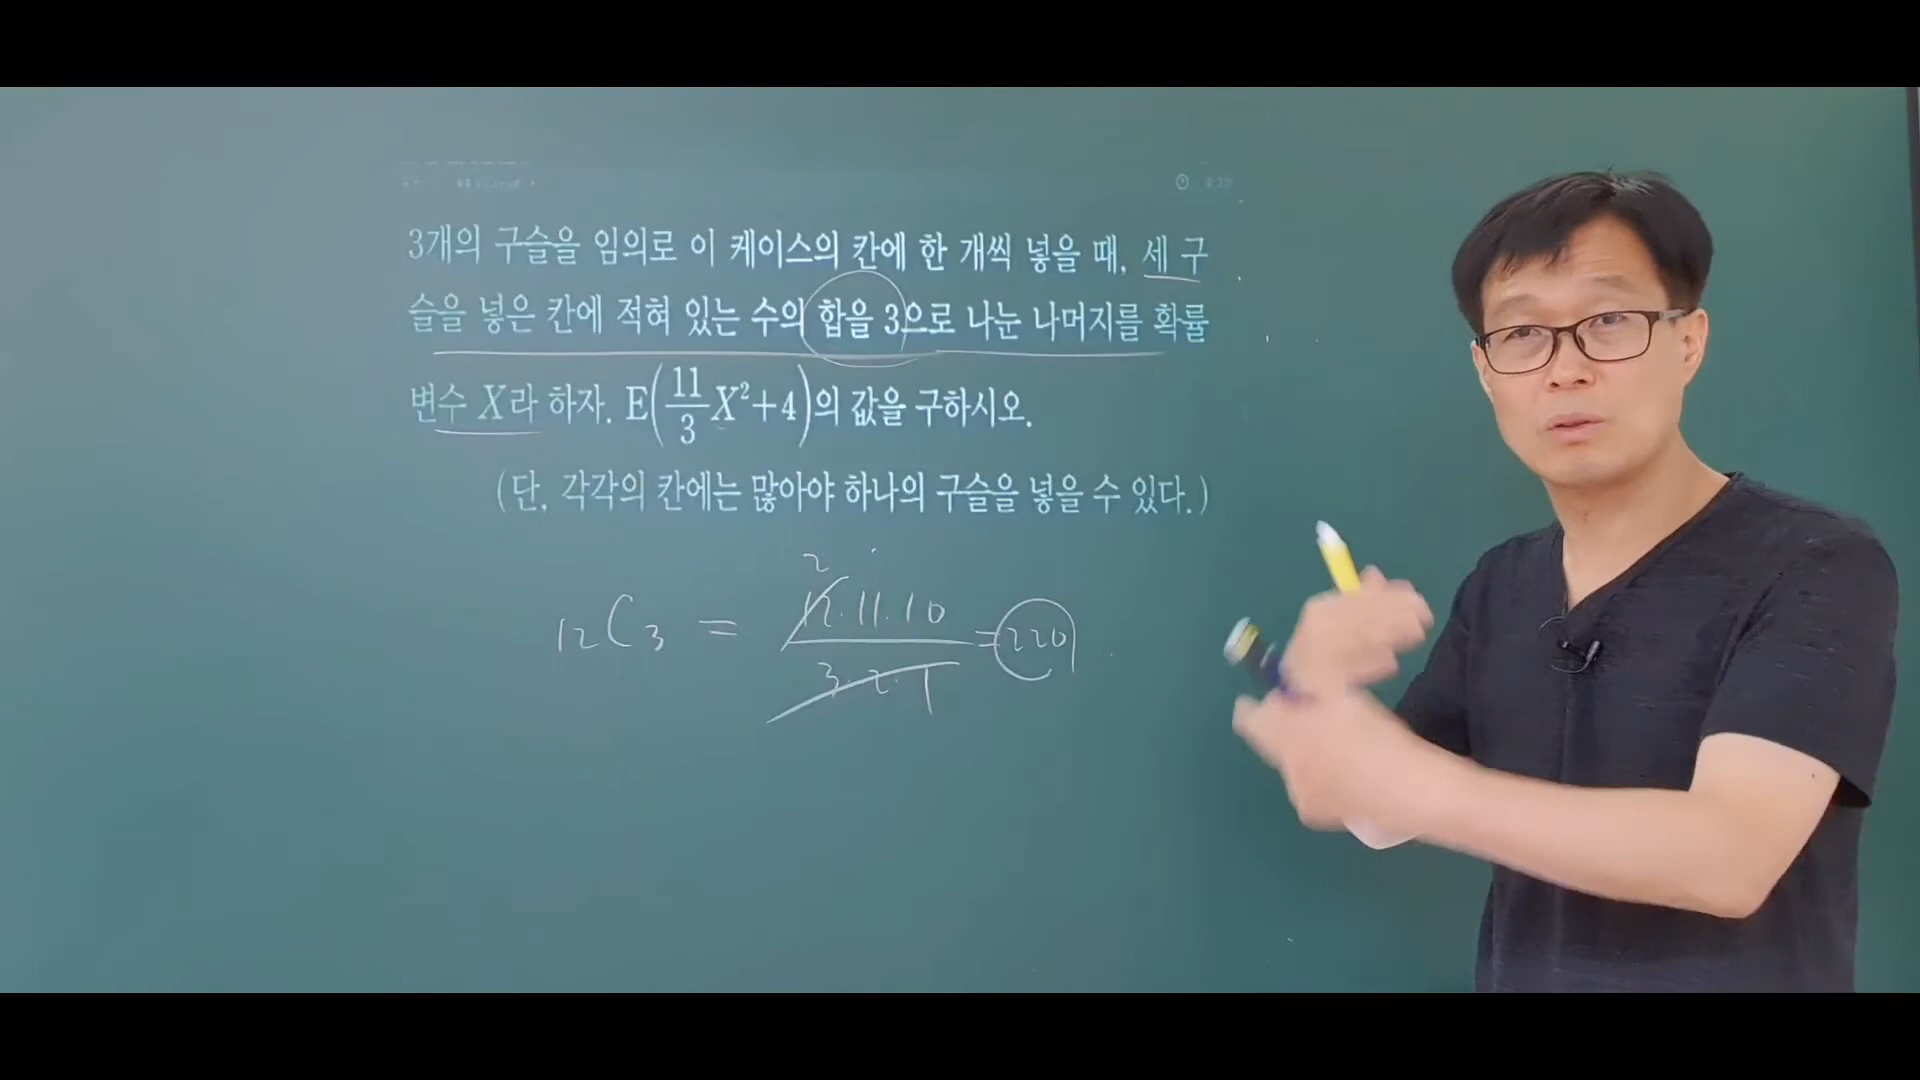 3개의 구슬을 임의로 이 케이스의 칸에 한 개씩 넣을 때, 세 구
슬을 넣은 칸에 적혀 있는 수의 합을 3으로 나눈 나머지를 확률
변수 X라 하자. E(11/3 X²+4)의 값을 구하시오.
(단, 각각의 칸에는 많아야 하나의 구슬을 넣을 수 있다.)
2
12C3 = 12·11·10 / 3·2·1 = 220